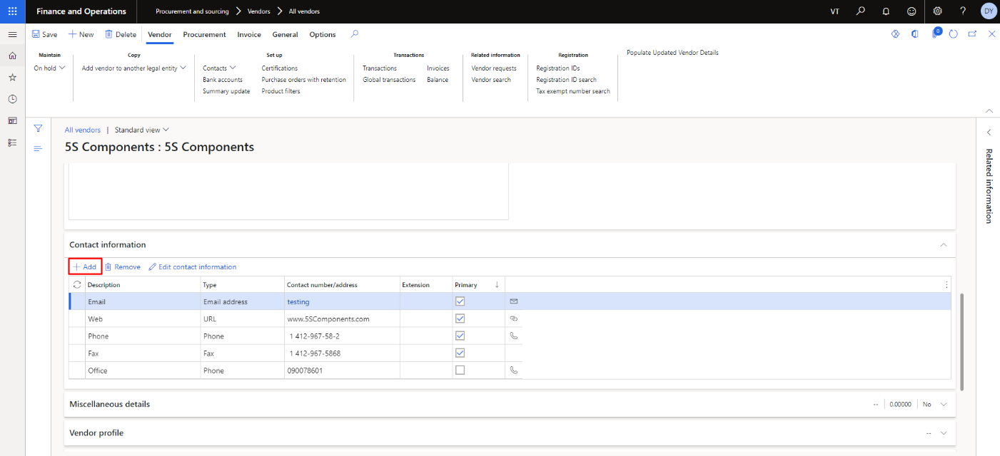 Finance and Operations Procurement and sourcing Vendors All vendors VT DY
Save New Delete Vendor Procurement Invoice General Options 0
Maintain Copy Set up Transactions Related information Registration Populate Updated Vendor Details
On hold Add vendor to another legal entity Contacts Certifications Transactions Invoices Vendor requests Registration IDs
Bank accounts Purchase orders with retention Global transactions Balance Vendor search Registration ID search
Summary update Product filters Tax exempt number search
All vendors | Standard view
5S Components : 5S Components
Related information
Contact information
Add Remove Edit contact information
Description Type Contact number/address Extension Primary
Email Email address testing
Web URL www.5SComponents.com
Phone Phone 1 412-967-58-2
Fax Fax 1 412-967-5868
Office Phone 090078601
Miscellaneous details -- 0.00000 No
Vendor profile --